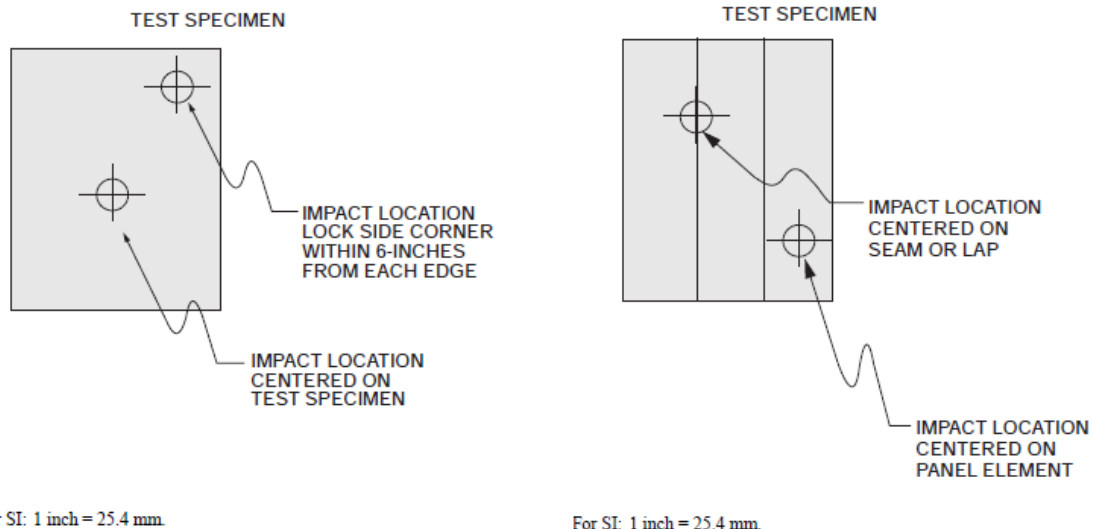 TEST SPECIMEN
IMPACT LOCATION
LOCK SIDE CORNER
WITHIN 6-INCHES
FROM EACH EDGE
IMPACT LOCATION
CENTERED ON
TEST SPECIMEN
r SI: 1 inch = 25.4 mm.
TEST SPECIMEN
IMPACT LOCATION
CENTERED ON
SEAM OR LAP
IMPACT LOCATION
CENTERED ON
PANEL ELEMENT
For SI: 1 inch = 25.4 mm.